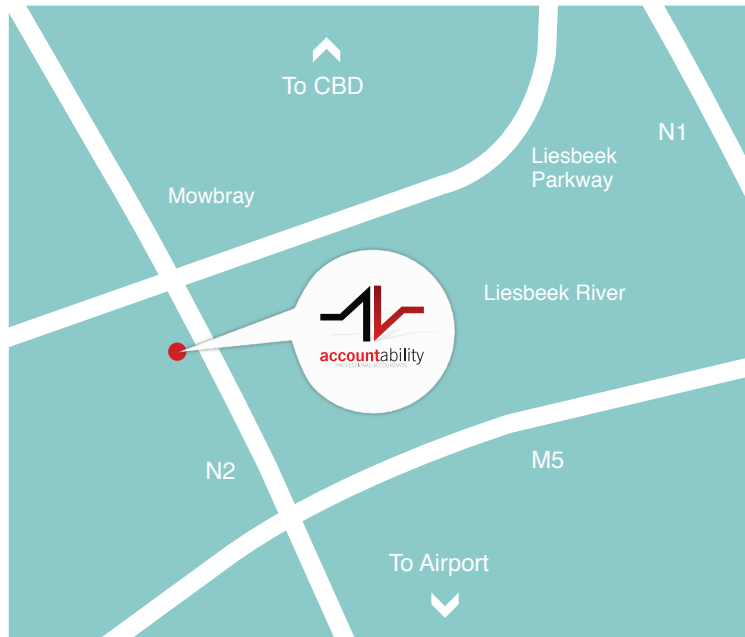 To CBD
N1
Liesbeek
Parkway
Mowbray
Liesbeek River
accountability
PROFESSIONAL ACCOUNTANTS
N2
M5
To Airport